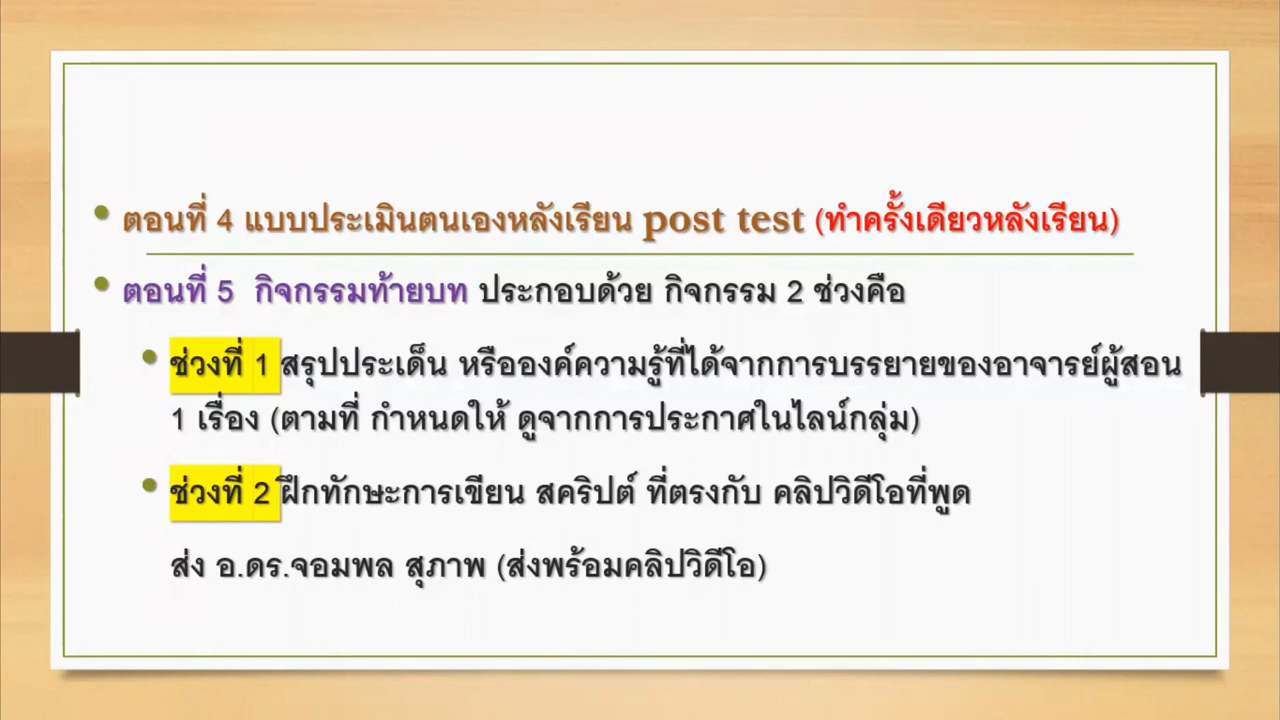 • ตอนที่ 4 แบบประเมินตนเองหลังเรียน post test (ทำครั้งเดียวหลังเรียน)
• ตอนที่ 5 กิจกรรมท้ายบท ประกอบด้วย กิจกรรม 2 ช่วงคือ
• ช่วงที่ 1 สรุปประเด็น หรือองค์ความรู้ที่ได้จากการบรรยายของอาจารย์ผู้สอน
1 เรื่อง (ตามที่ กำหนดให้ ดูจากการประกาศในไลน์กลุ่ม)
• ช่วงที่ 2 ฝึกทักษะการเขียน สคริปต์ ที่ตรงกับ คลิปวิดีโอที่พูด
ส่ง อ.ดร.จอมพล สุภาพ (ส่งพร้อมคลิปวิดีโอ)